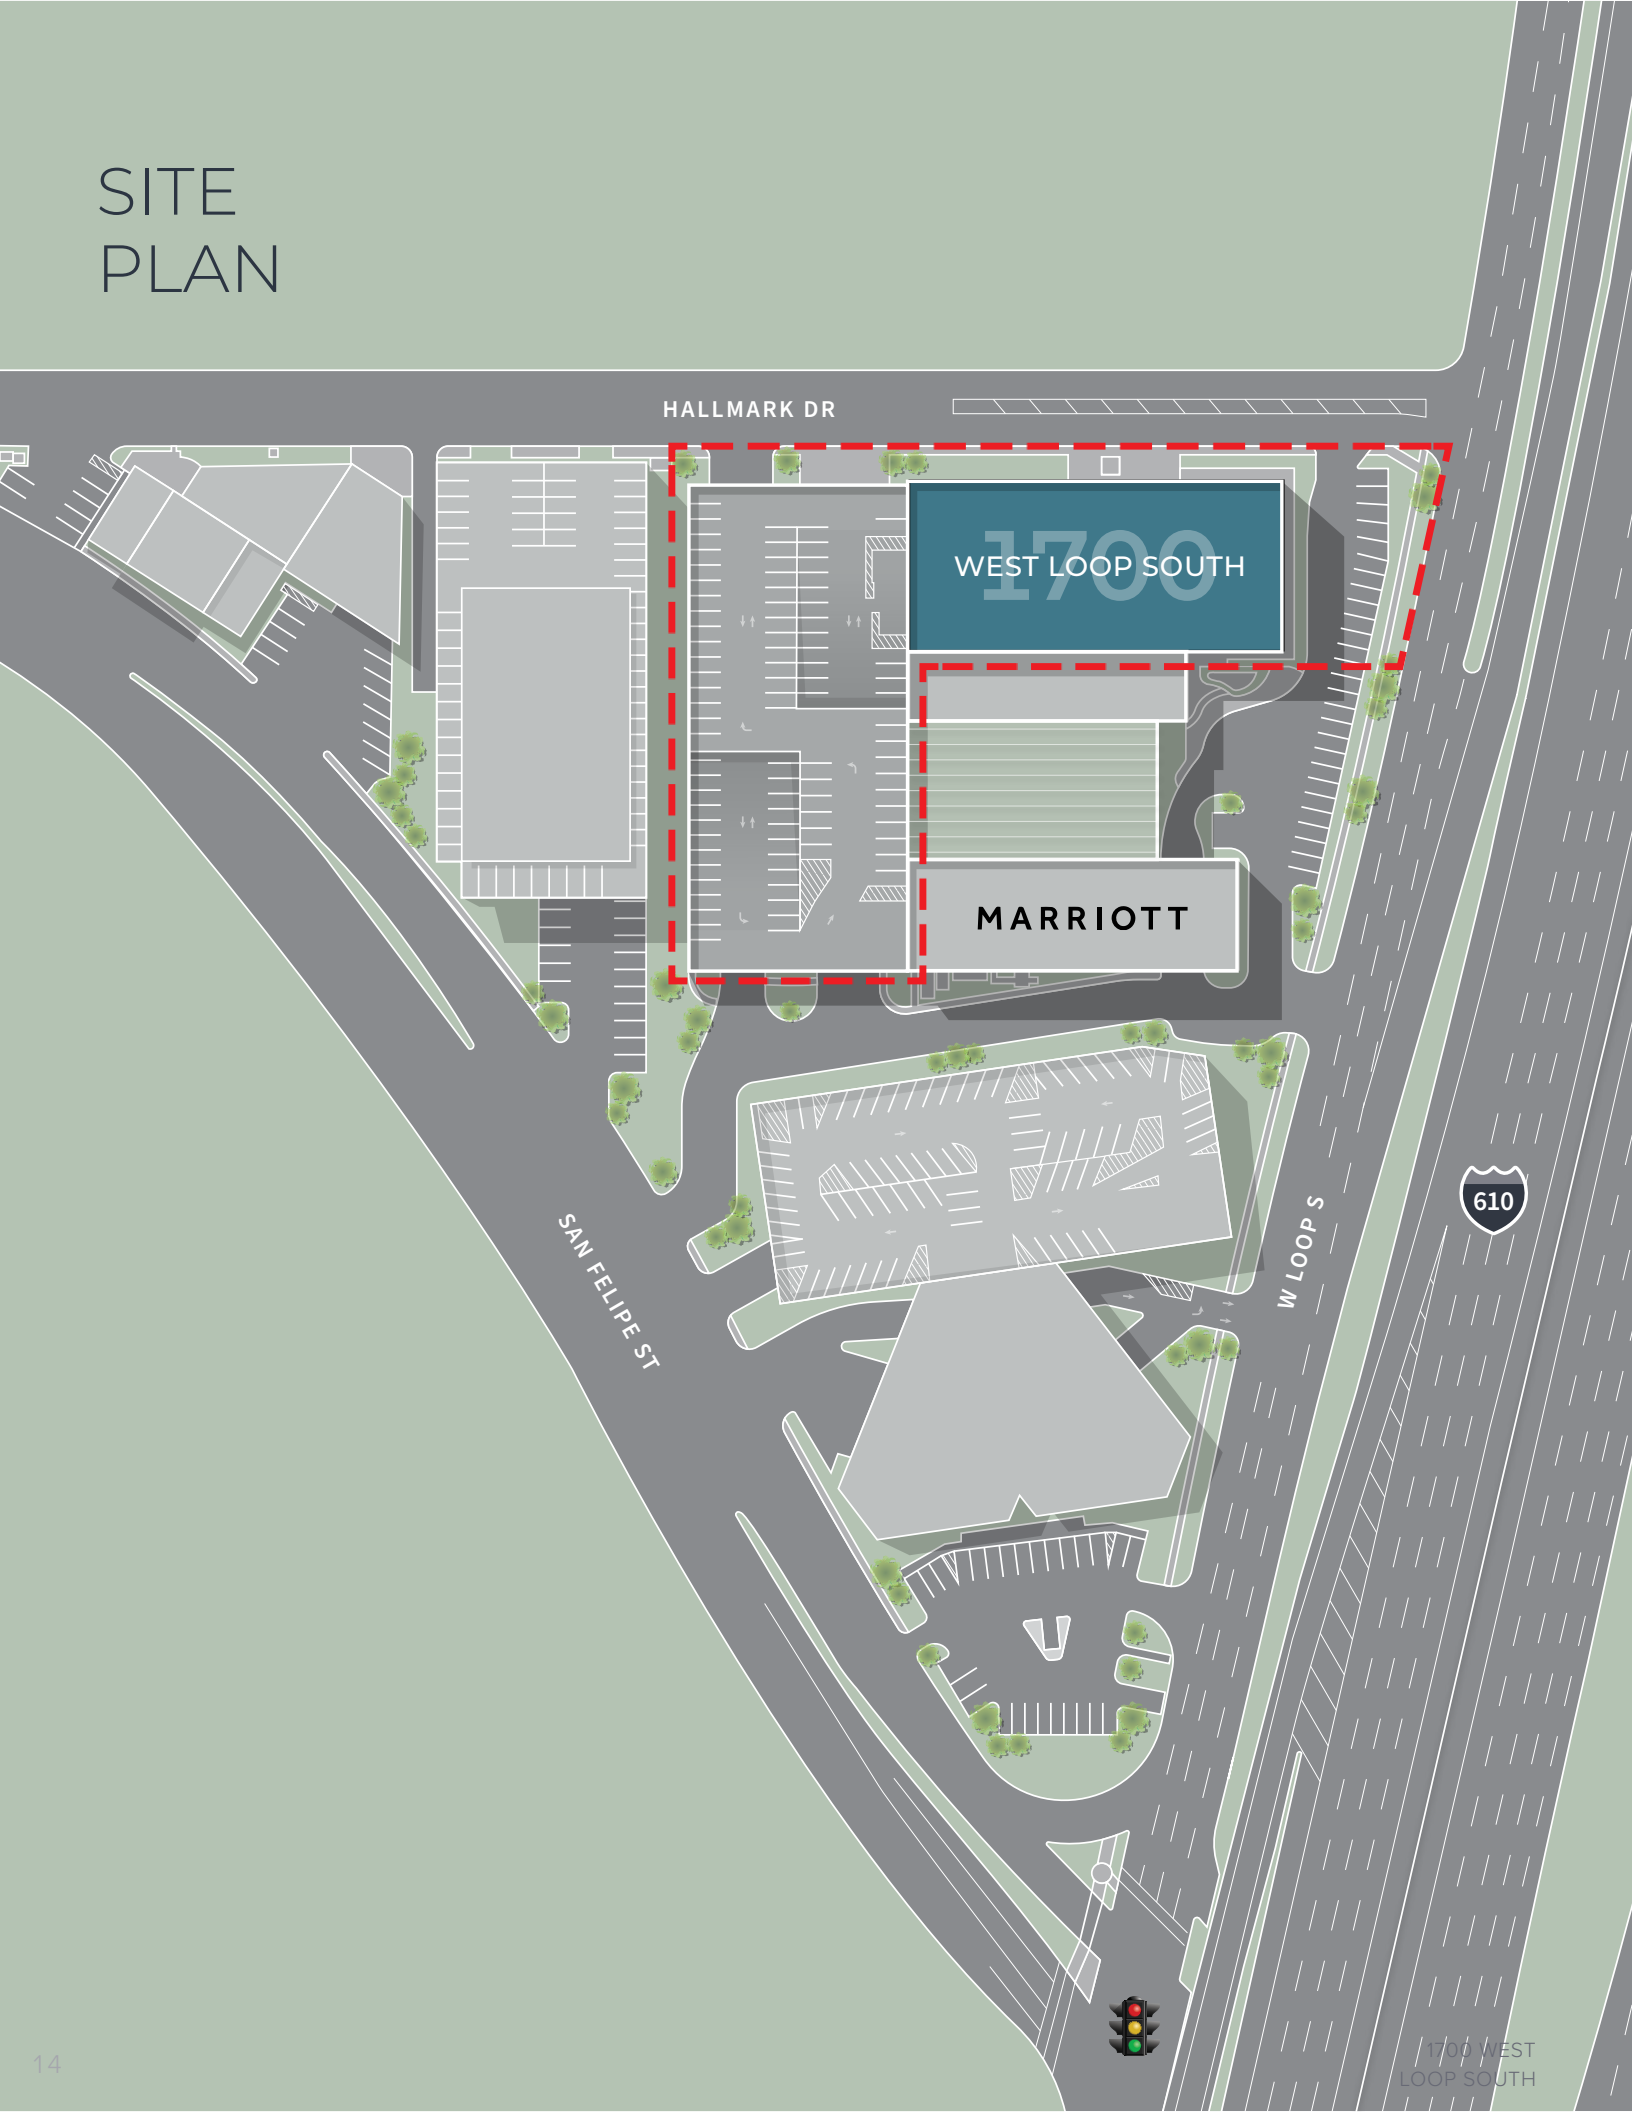 SITE
PLAN
HALLMARK DR
1700
WEST LOOP SOUTH
MARRIOTT
610
W LOOP S
SAN FELIPE ST
14
1700 WEST
LOOP SOUTH